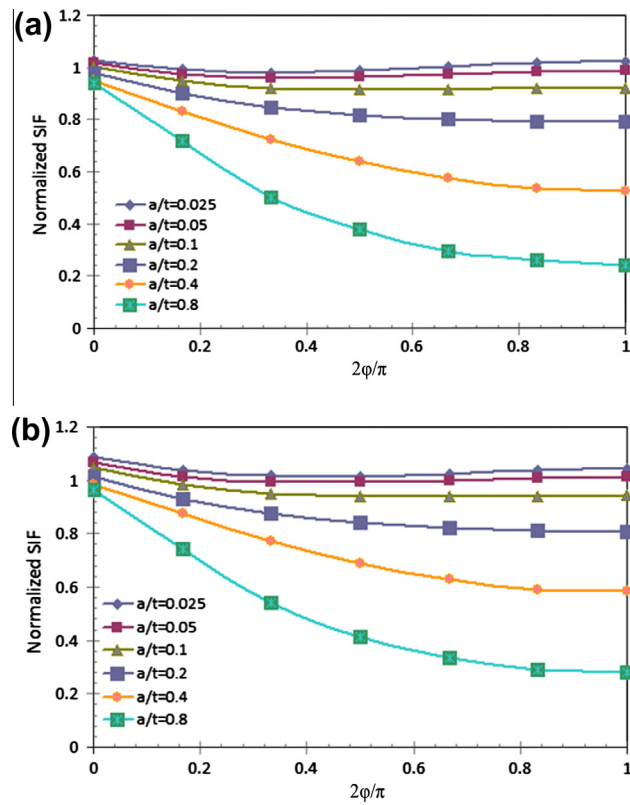 (a)
1.2
1
0.8
0.6
0.4
0.2
0
Normalized SIF
a/t=0.025
a/t=0.05
a/t=0.1
a/t=0.2
a/t=0.4
a/t=0.8
0 0.2 0.4 0.6 0.8 1
2φ/π
(b)
1.2
1
0.8
0.6
0.4
0.2
0
Normalized SIF
a/t=0.025
a/t=0.05
a/t=0.1
a/t=0.2
a/t=0.4
a/t=0.8
0 0.2 0.4 0.6 0.8 1
2φ/π